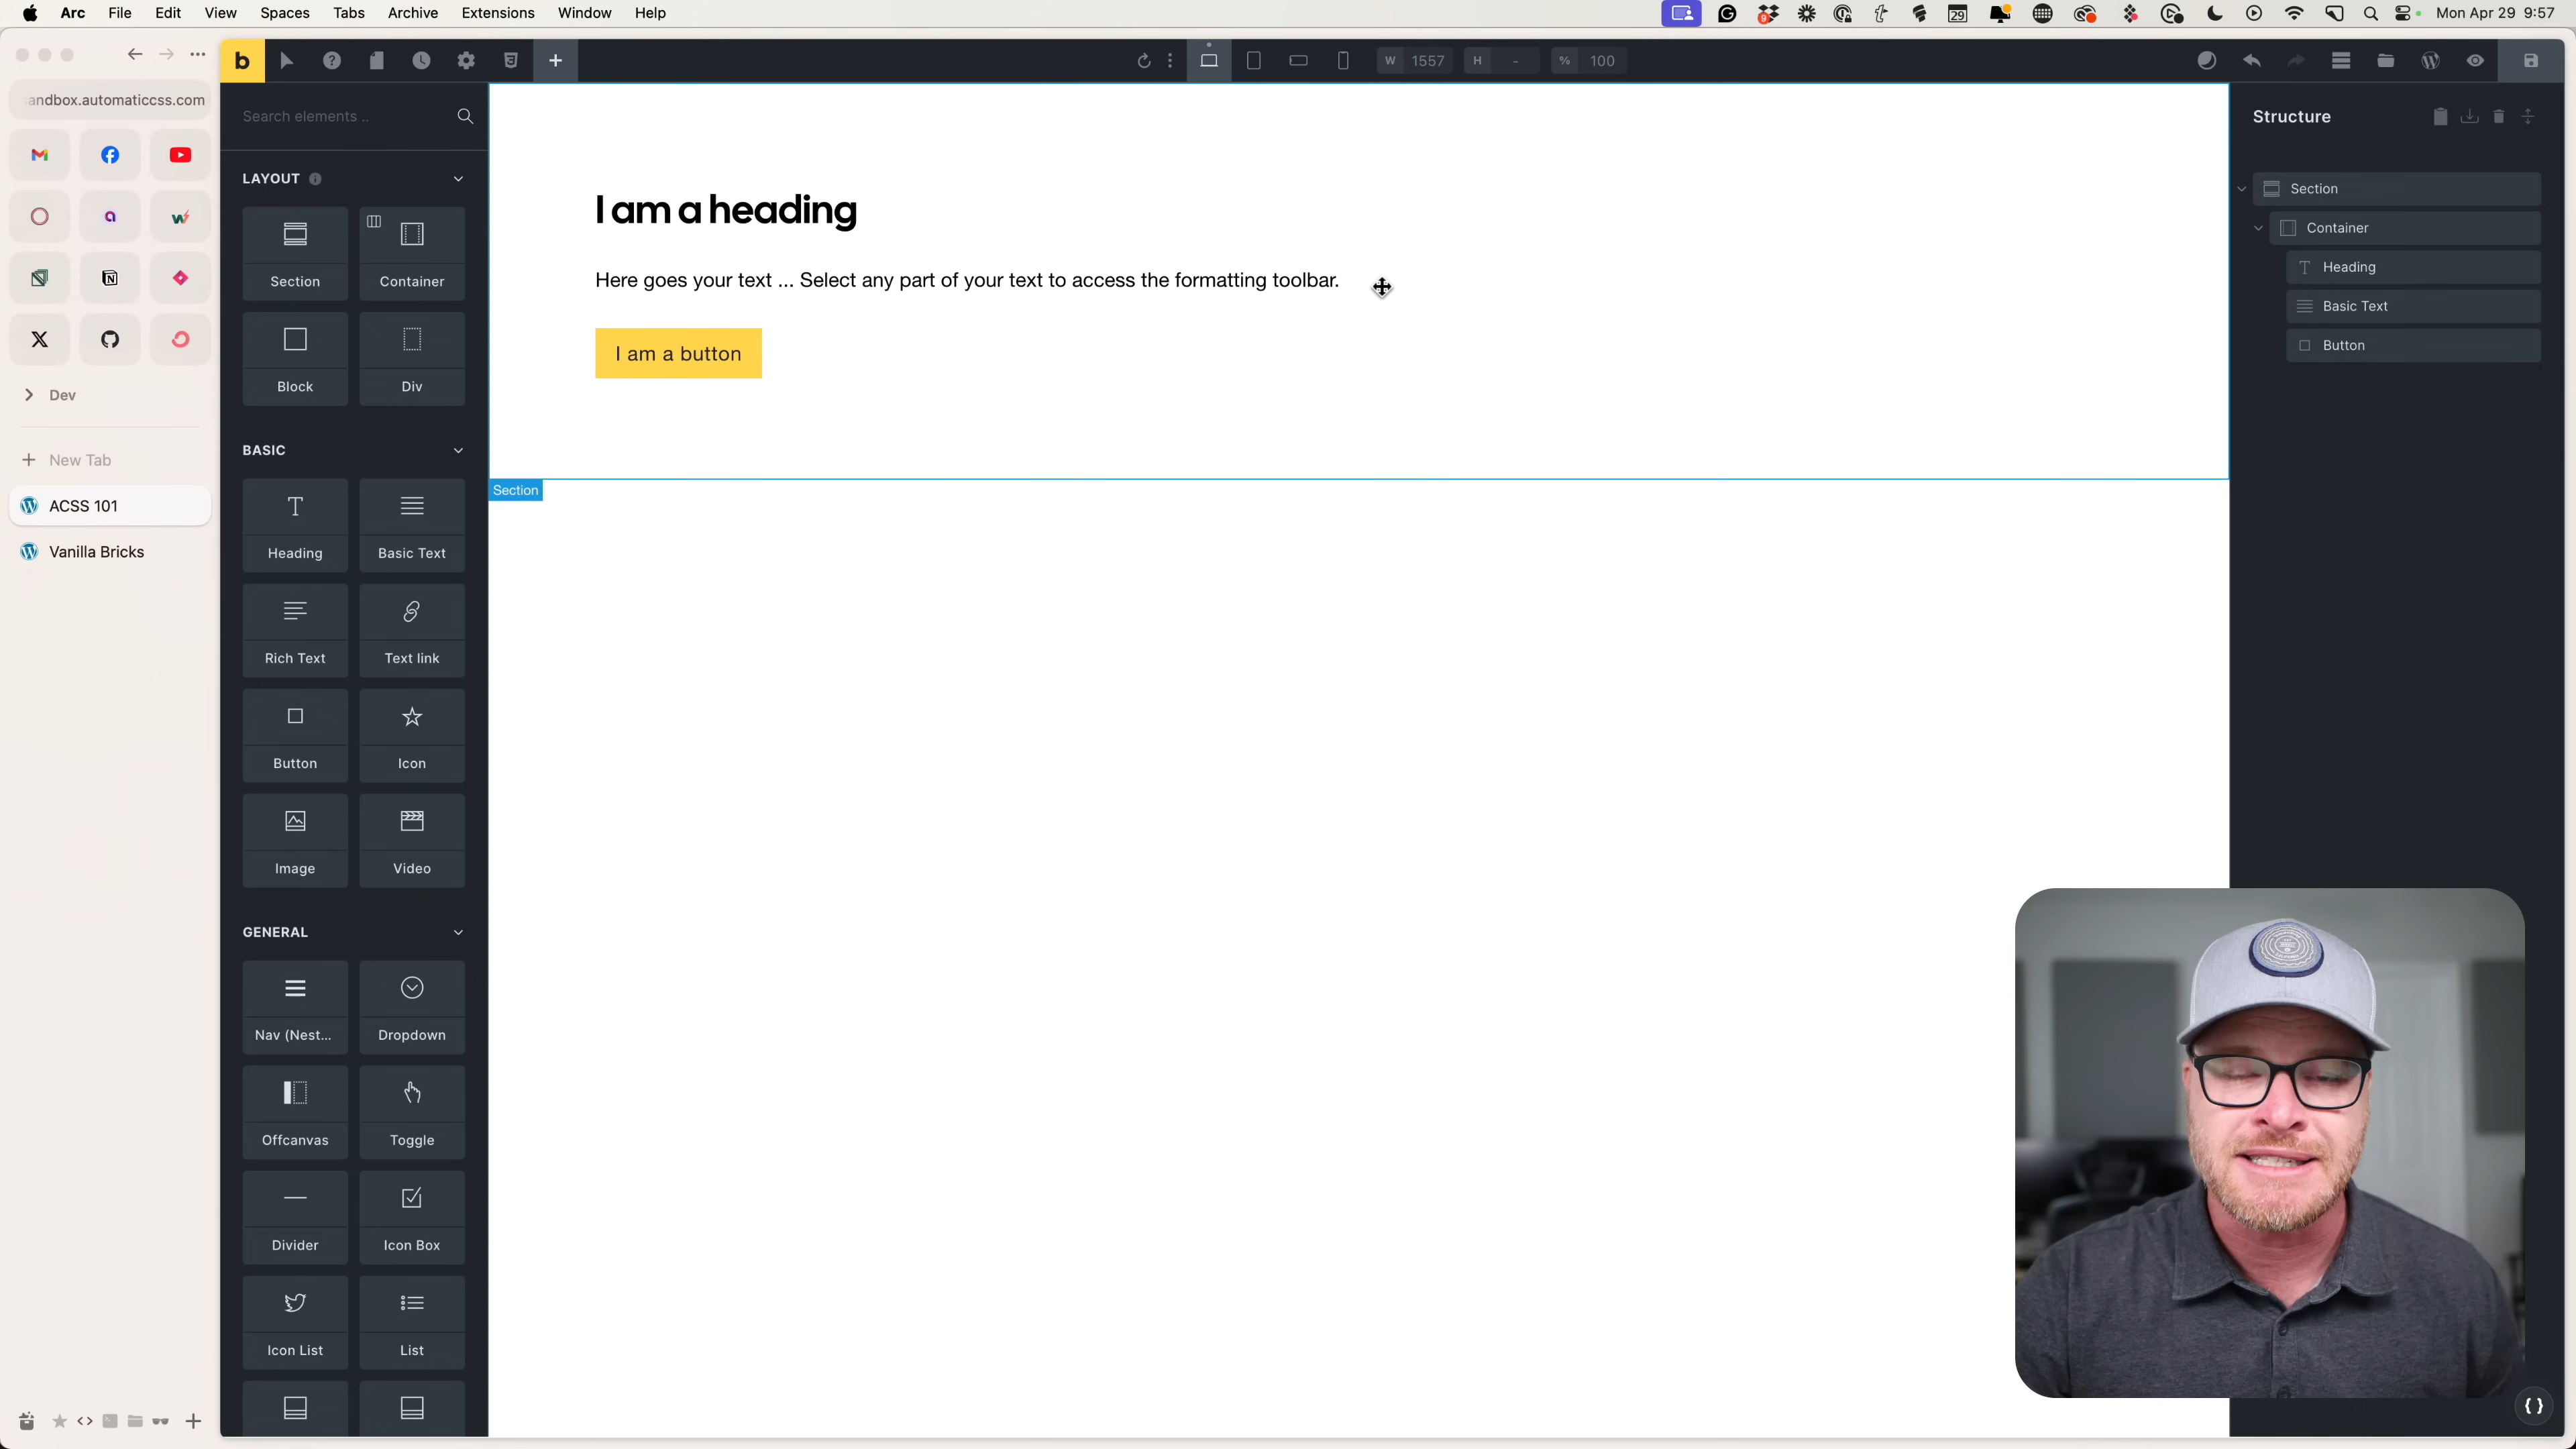 Arc File Edit View Spaces Tabs Archive Extensions Window Help
9
29
Mon Apr 29 9:57
andbox.automaticcss.com
Dev
New Tab
ACSS 101
Vanilla Bricks
b
W 1557 H - % 100
Search elements ..
LAYOUT
Section
Container
Block
Div
BASIC
Heading
Basic Text
Rich Text
Text link
Button
Icon
Image
Video
GENERAL
Nav (Nest...
Dropdown
Offcanvas
Toggle
Divider
Icon Box
Icon List
List
I am a heading
Here goes your text ... Select any part of your text to access the formatting toolbar.
I am a button
Section
Structure
Section
Container
Heading
Basic Text
Button
{ }